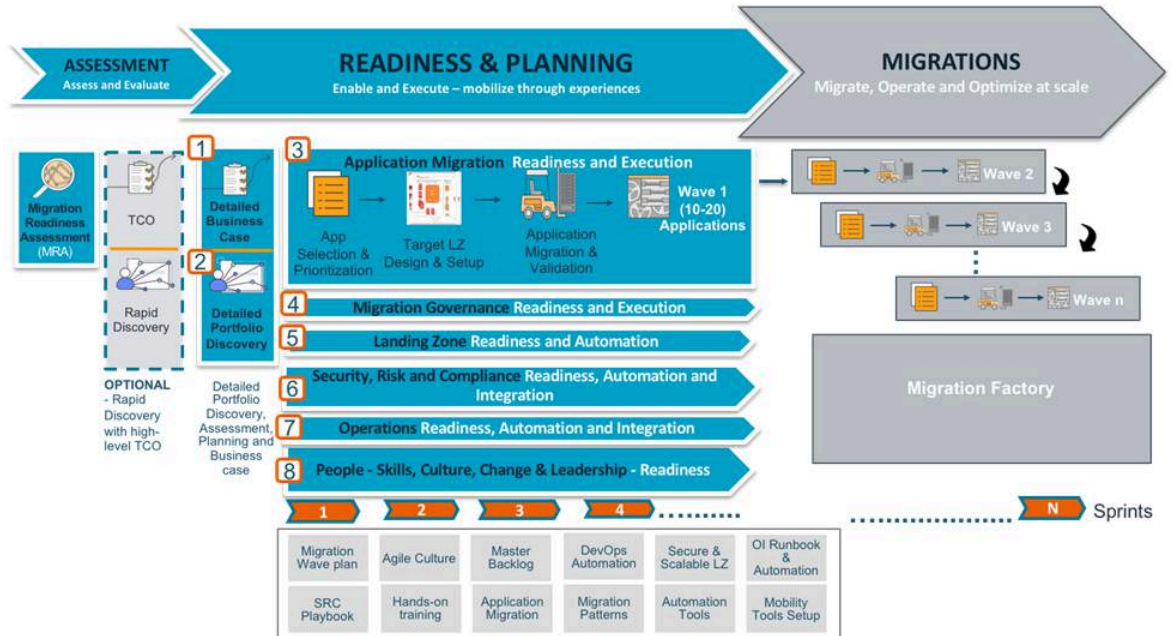 ASSESSMENT
Assess and Evaluate
READINESS & PLANNING
Enable and Execute – mobilize through experiences
MIGRATIONS
Migrate, Operate and Optimize at scale
Migration
Readiness
Assessment
(MRA)
TCO
Rapid
Discovery
OPTIONAL
- Rapid
Discovery
with high-
level TCO
1
Detailed
Business
Case
2
Detailed
Portfolio
Discovery
Detailed
Portfolio
Discovery,
Assessment,
Planning and
Business
case
3
Application Migration Readiness and Execution
App
Selection &
Prioritization
Target LZ
Design & Setup
Application
Migration &
Validation
Wave 1
(10-20)
Applications
4
Migration Governance Readiness and Execution
5
Landing Zone Readiness and Automation
6
Security, Risk and Compliance Readiness, Automation and
Integration
7
Operations Readiness, Automation and Integration
8
People - Skills, Culture, Change & Leadership - Readiness
Wave 2
Wave 3
Wave n
Migration Factory
1
2
3
4
N
Sprints
Migration
Wave plan
Agile Culture
Master
Backlog
DevOps
Automation
Secure &
Scalable LZ
OI Runbook
&
Automation
SRC
Playbook
Hands-on
training
Application
Migration
Migration
Patterns
Automation
Tools
Mobility
Tools Setup